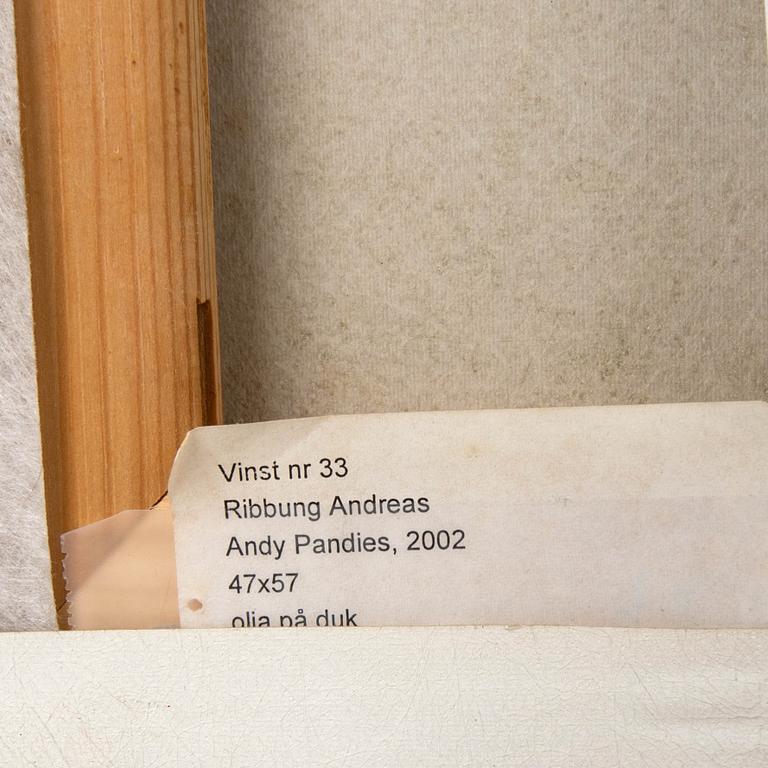 Vinst nr 33
Ribbung Andreas
Andy Pandies, 2002
47x57
olja på duk